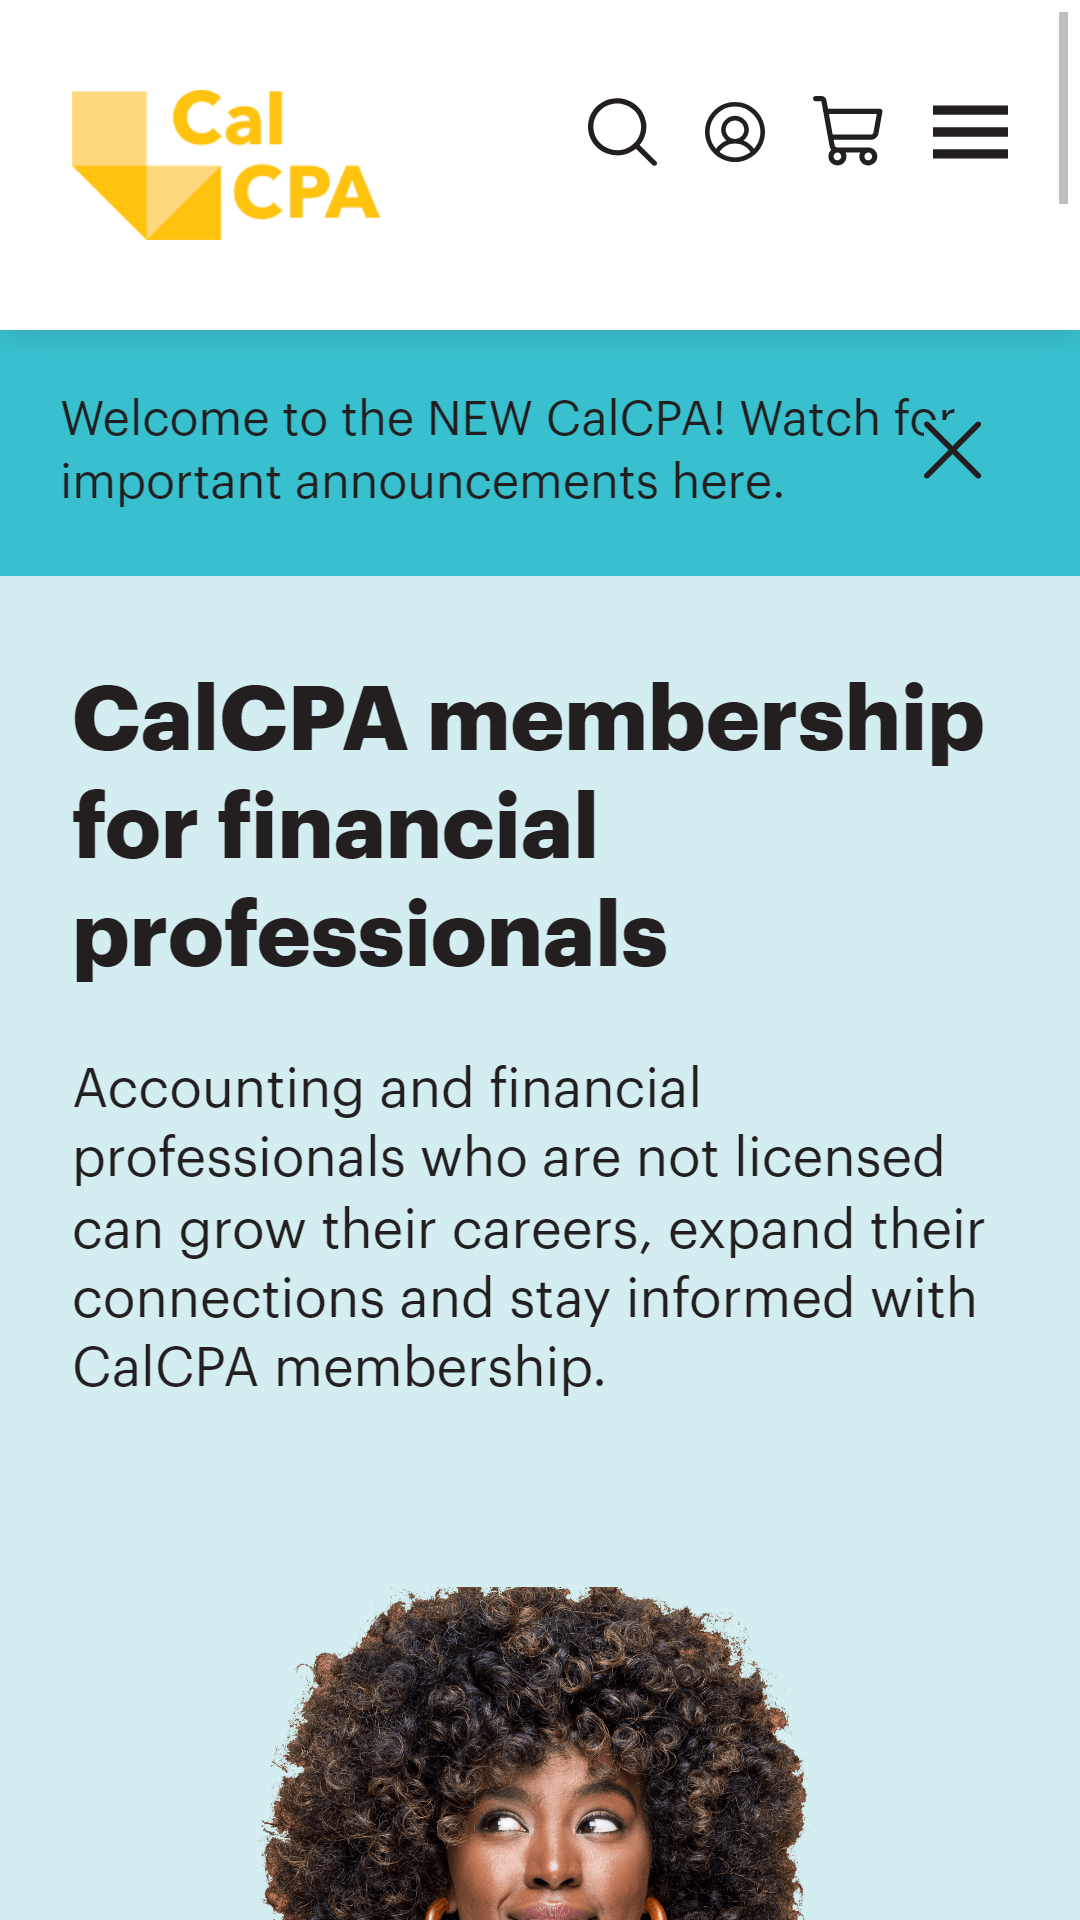 Cal
CPA
Welcome to the NEW CalCPA! Watch for
important announcements here.
CalCPA membership
for financial
professionals
Accounting and financial
professionals who are not licensed
can grow their careers, expand their
connections and stay informed with
CalCPA membership.